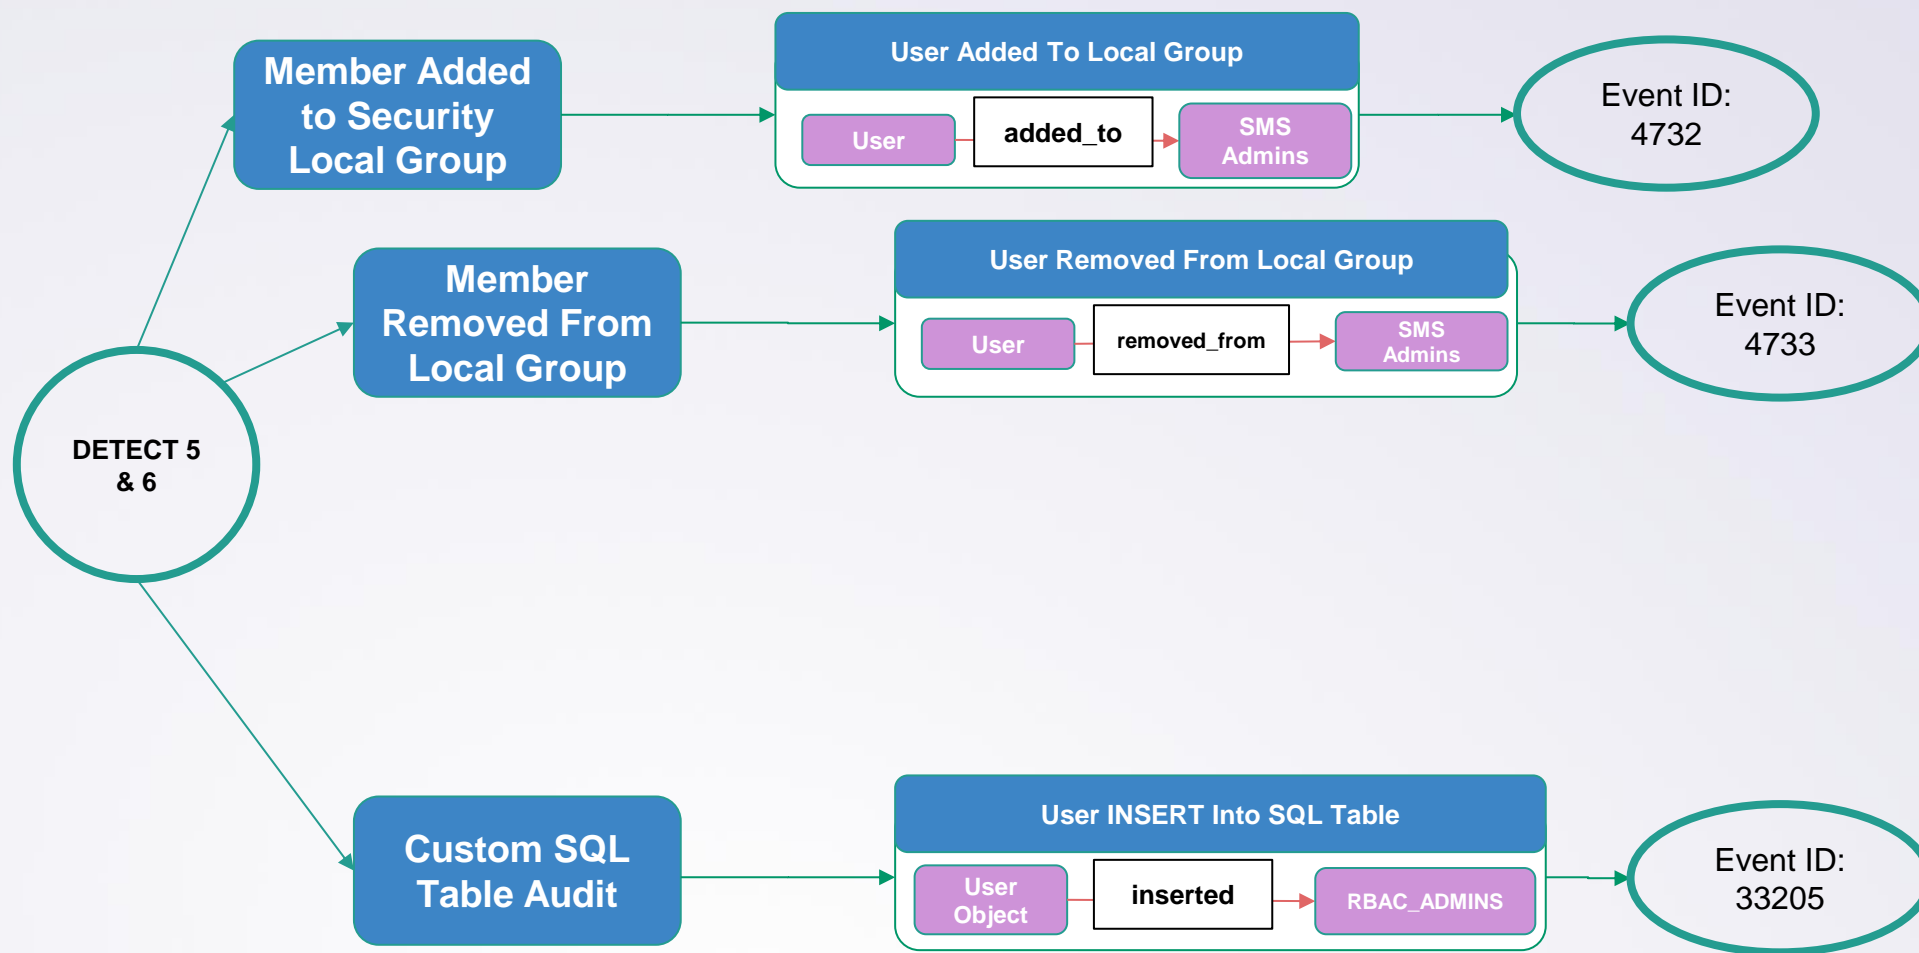 Member Added
to Security
Local Group
User Added To Local Group
User
added_to
SMS
Admins
Event ID:
4732
Member
Removed From
Local Group
User Removed From Local Group
User
removed_from
SMS
Admins
Event ID:
4733
DETECT 5
& 6
Custom SQL
Table Audit
User INSERT Into SQL Table
User
Object
inserted
RBAC_ADMINS
Event ID:
33205